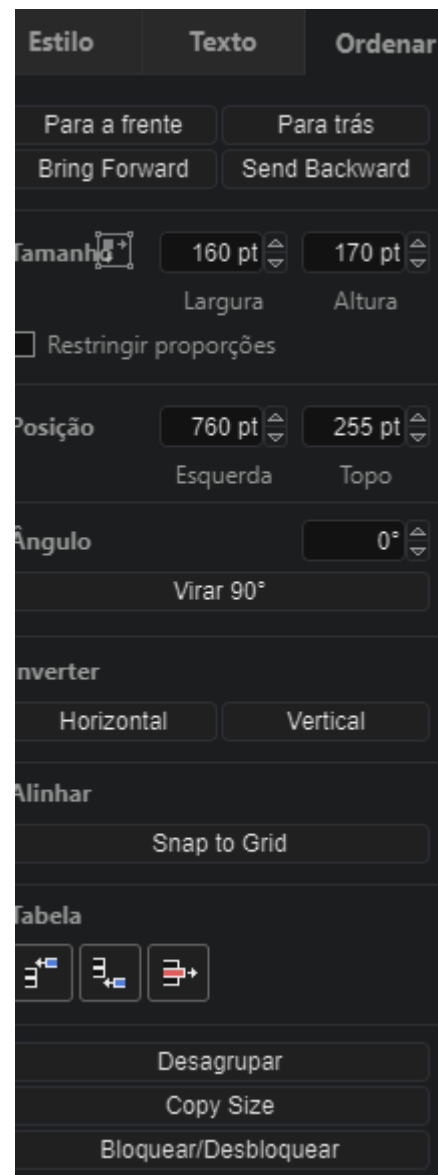 Estilo Texto Ordenar
Para a frente Para trás
Bring Forward Send Backward
Tamanho 160 pt 170 pt
Largura Altura
Restringir proporções
Posição 760 pt 255 pt
Esquerda Topo
Ângulo 0°
Virar 90°
nverter
Horizontal Vertical
Alinhar
Snap to Grid
Tabela
Desagrupar
Copy Size
Bloquear/Desbloquear